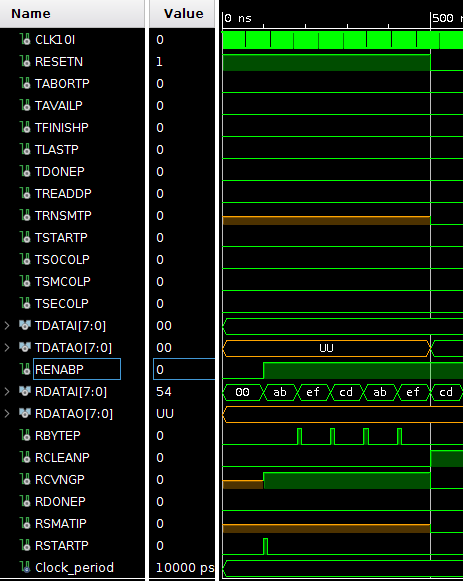 Name Value 0 ns 500 n
CLK10I 0
RESETN 1
TABORTP 0
TAVAILP 0
TFINISHP 0
TLASTP 0
TDONEP 0
TREADDP 0
TRNSMTP 0
TSTARTP 0
TSOCOLP 0
TSMCOLP 0
TSECOLP 0
TDATAI[7:0] 00
TDATAO[7:0] 00 UU
RENABP 0
RDATAI[7:0] 54 00 ab ef cd ab ef cd
RDATAO[7:0] UU
RBYTEP 0
RCLEANP 0
RCVNGP 0
RDONEP 0
RSMATIP 0
RSTARTP 0
Clock_period 10000 ps